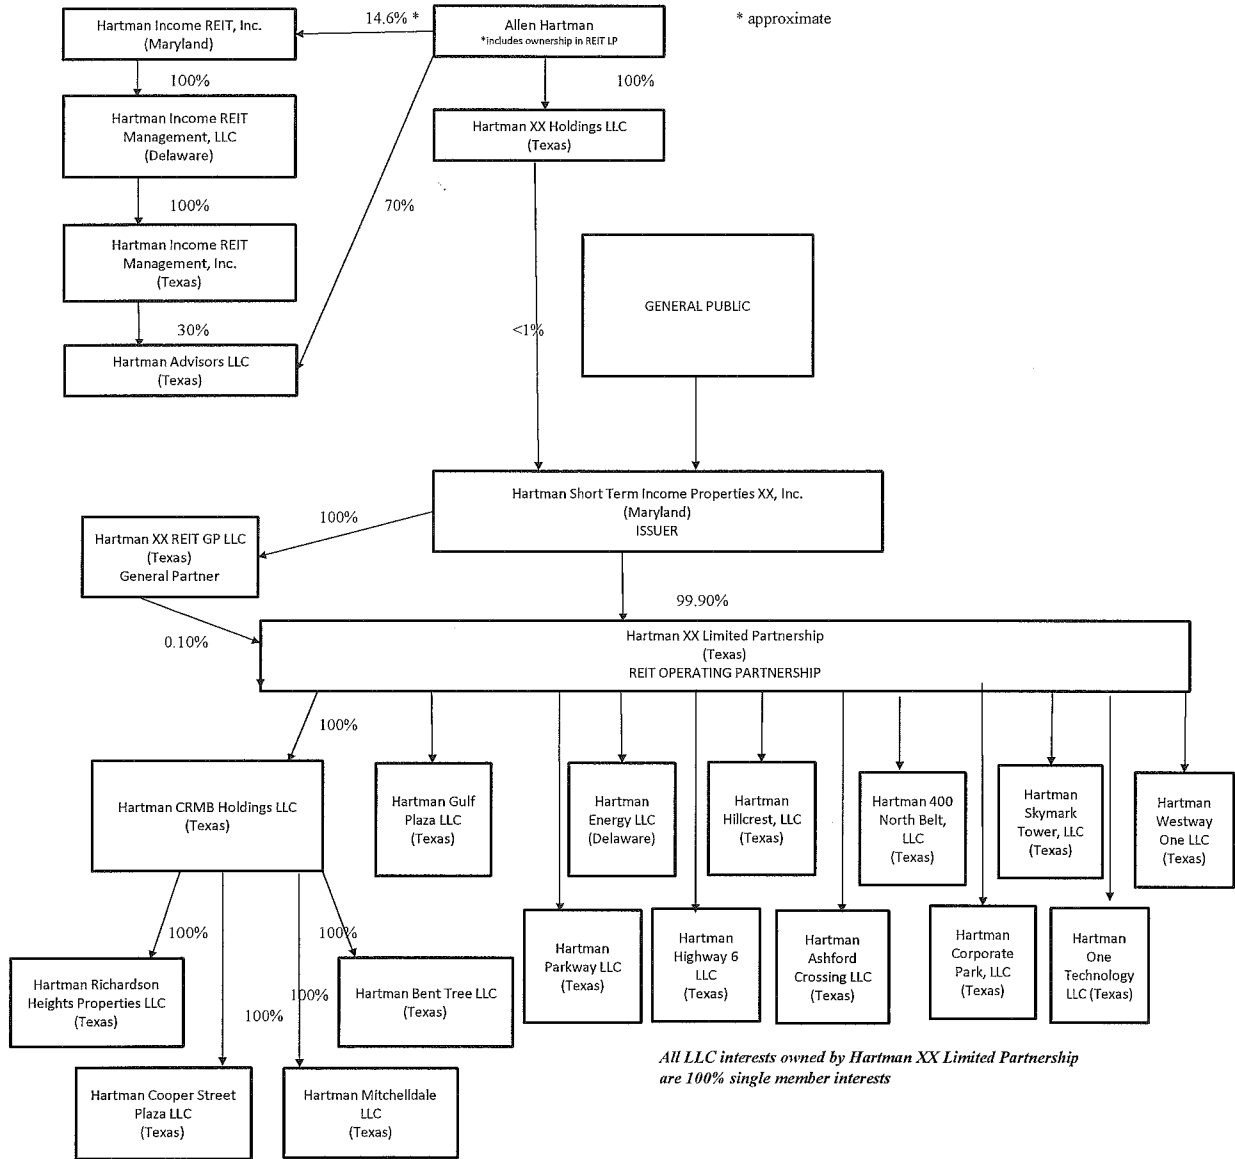 Hartman Income REIT, Inc.
(Maryland)
14.6% *
Allen Hartman
*includes ownership in REIT LP
* approximate
100%
100%
Hartman Income REIT
Management, LLC
(Delaware)
Hartman XX Holdings LLC
(Texas)
100%
70%
Hartman Income REIT
Management, Inc.
(Texas)
GENERAL PUBLIC
30%
<1%
Hartman Advisors LLC
(Texas)
Hartman Short Term Income Properties XX, Inc.
(Maryland)
ISSUER
100%
Hartman XX REIT GP LLC
(Texas)
General Partner
99.90%
0.10%
Hartman XX Limited Partnership
(Texas)
REIT OPERATING PARTNERSHIP
100%
Hartman CRMB Holdings LLC
(Texas)
Hartman Gulf
Plaza LLC
(Texas)
Hartman
Energy LLC
(Delaware)
Hartman
Hillcrest, LLC
(Texas)
Hartman 400
North Belt,
LLC
(Texas)
Hartman
Skymark
Tower, LLC
(Texas)
Hartman
Westway
One LLC
(Texas)
100%
100%
100%
100%
Hartman Richardson
Heights Properties LLC
(Texas)
Hartman Bent Tree LLC
(Texas)
Hartman
Parkway LLC
(Texas)
Hartman
Highway 6
LLC
(Texas)
Hartman
Ashford
Crossing LLC
(Texas)
Hartman
Corporate
Park, LLC
(Texas)
Hartman
One
Technology
LLC (Texas)
Hartman Cooper Street
Plaza LLC
(Texas)
Hartman Mitchelldale
LLC
(Texas)
All LLC interests owned by Hartman XX Limited Partnership
are 100% single member interests